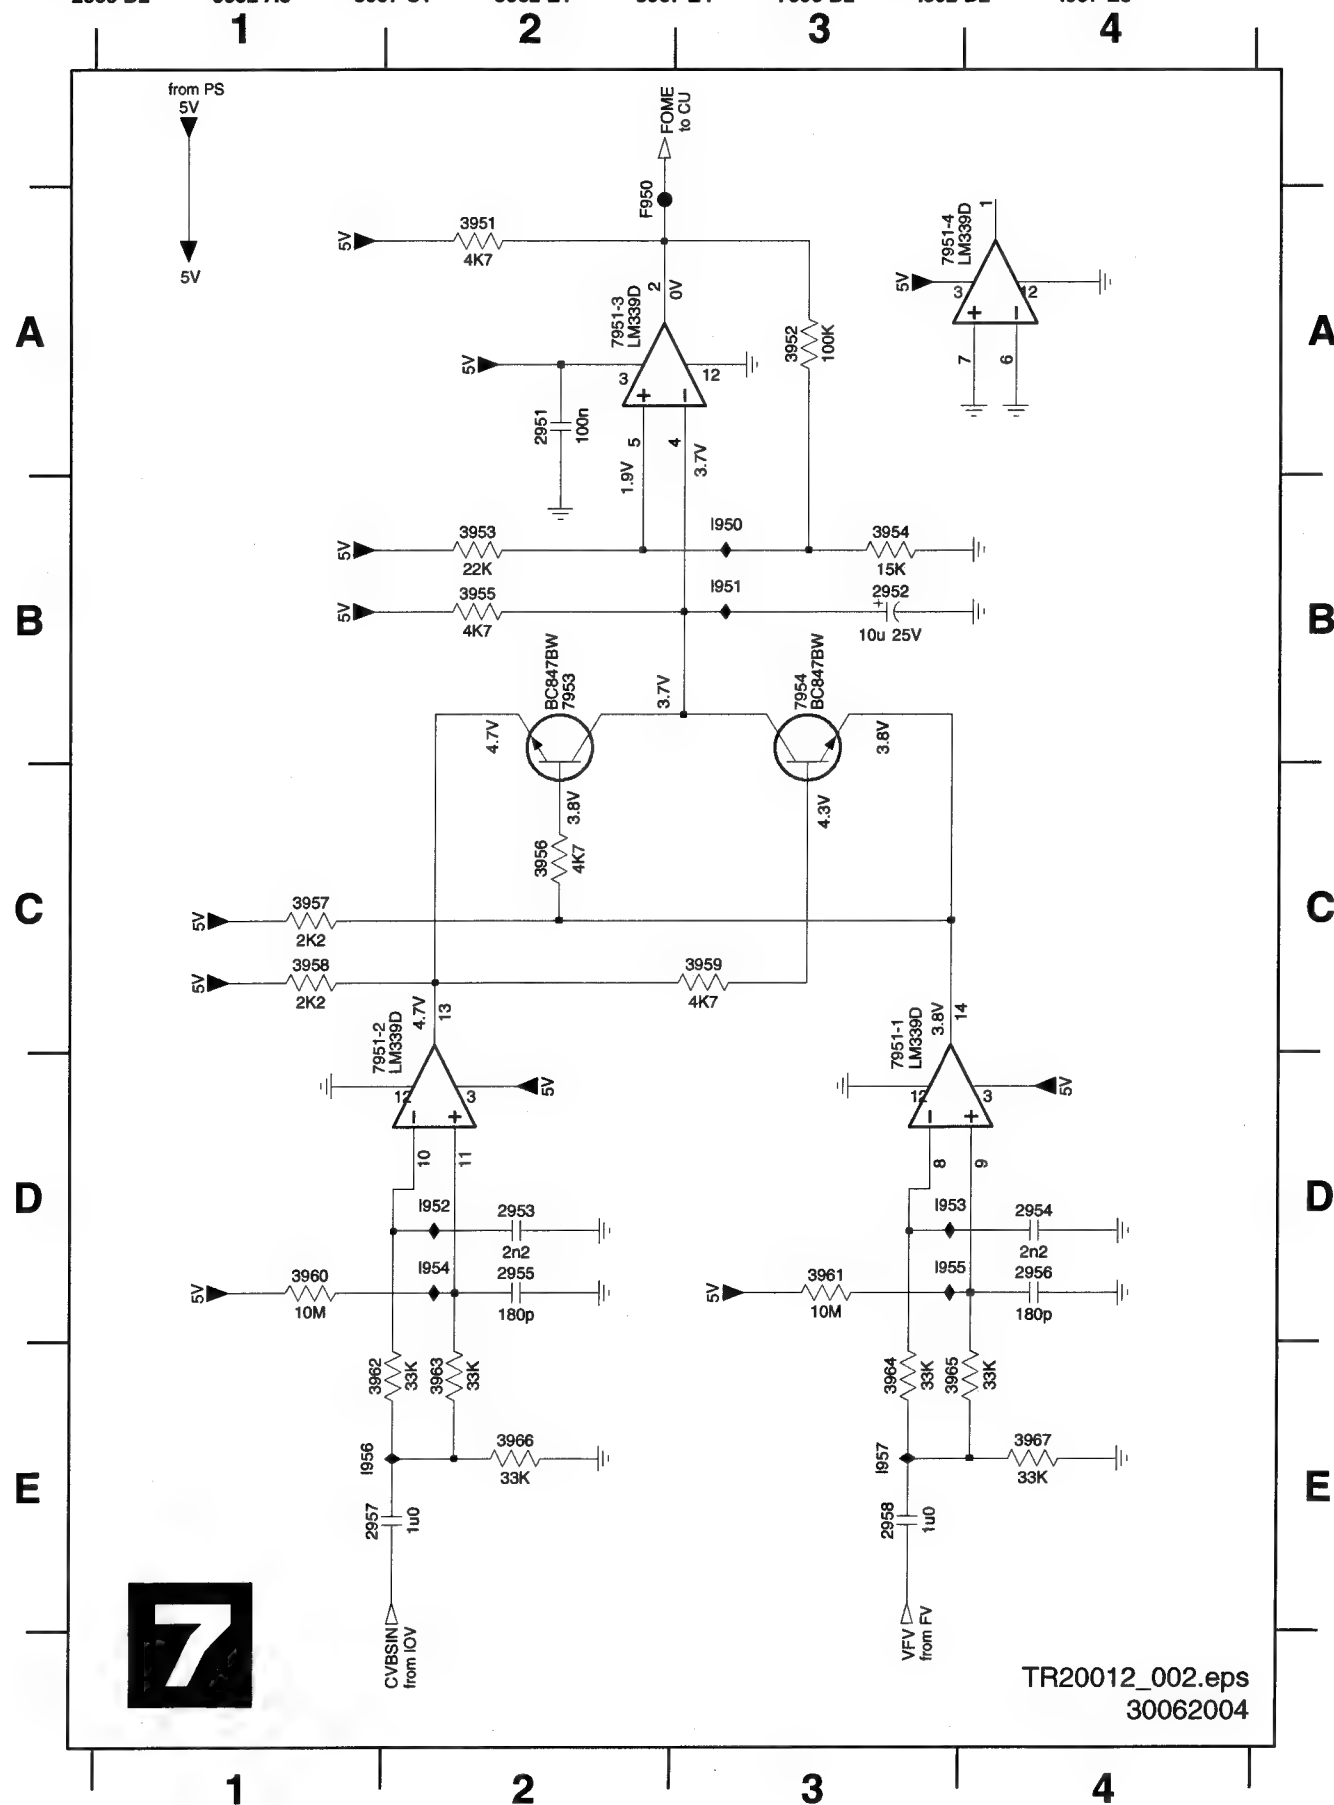 1 2 3 4
from PS
5V
5V
FOME
to CU
F950
5V
3951
4K7
2
0V
7951-3
LM339D
5V
3
12
+ −
2951
100n
5
4
1.9V
3.7V
3952
100K
7951-4
LM339D
1
5V
3
12
+ −
7
6
A
A
5V
3953
22K
I950
3954
15K
5V
3955
4K7
I951
2952
+
10u 25V
B
B
BC847BW
7953
3.7V
7954
BC847BW
4.7V
3.8V
3.8V
4.3V
3956
4K7
C
C
5V
3957
2K2
5V
3958
2K2
3959
4K7
4.7V
13
7951-2
LM339D
12
3
5V
− +
10
11
3.8V
14
7951-1
LM339D
12
3
5V
− +
8
9
D
D
I952
2953
2n2
I954
2955
180p
5V
3960
10M
I953
2954
2n2
I955
2956
180p
5V
3961
10M
3962
33K
3963
33K
3964
33K
3965
33K
I956
3966
33K
I957
3967
33K
E
E
2957
1u0
2958
1u0
CVBSIN
from IOV
VFV
from FV
7
TR20012_002.eps
30062004
1 2 3 4